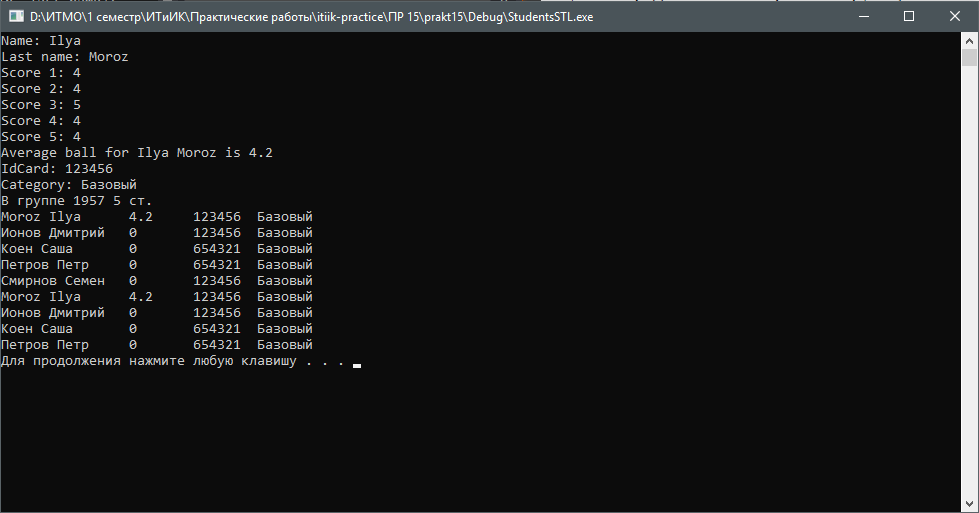 D:\ИТМО\1 семестр\ИТиИК\Практические работы\itiik-practice\ПР 15\prakt15\Debug\StudentsSTL.exe
Name: Ilya
Last name: Moroz
Score 1: 4
Score 2: 4
Score 3: 5
Score 4: 4
Score 5: 4
Average ball for Ilya Moroz is 4.2
IdCard: 123456
Category: Базовый
В группе 1957 5 ст.
Moroz Ilya 4.2 123456 Базовый
Ионов Дмитрий 0 123456 Базовый
Коен Саша 0 654321 Базовый
Петров Петр 0 654321 Базовый
Смирнов Семен 0 123456 Базовый
Moroz Ilya 4.2 123456 Базовый
Ионов Дмитрий 0 123456 Базовый
Коен Саша 0 654321 Базовый
Петров Петр 0 654321 Базовый
Для продолжения нажмите любую клавишу . . .